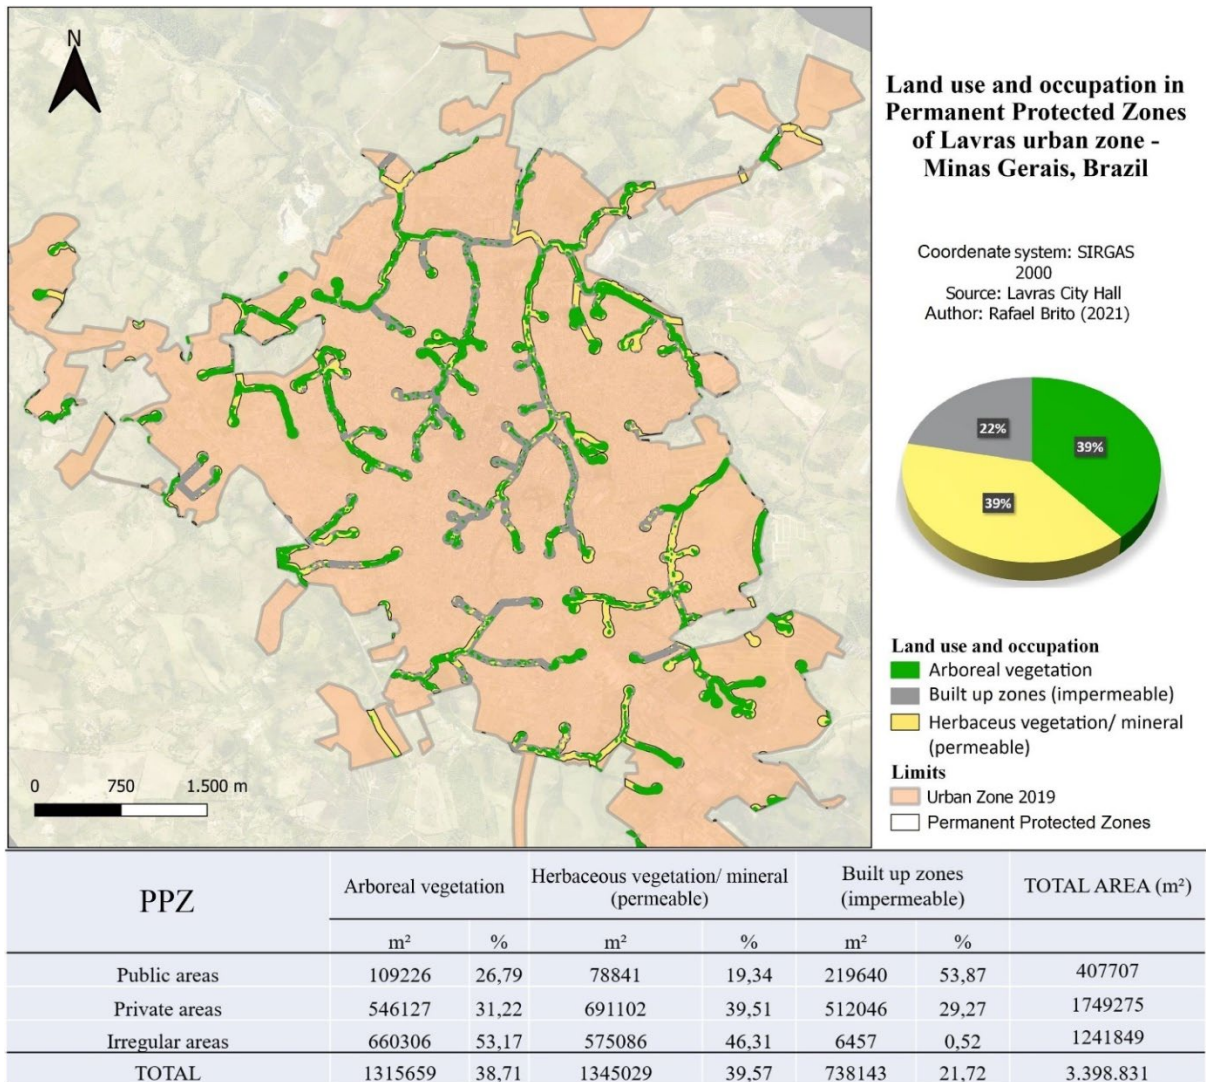 N
Land use and occupation in
Permanent Protected Zones
of Lavras urban zone -
Minas Gerais, Brazil
Coordenate system: SIRGAS
2000
Source: Lavras City Hall
Author: Rafael Brito (2021)
22%
39%
39%
Land use and occupation
Arboreal vegetation
Built up zones (impermeable)
Herbaceus vegetation/ mineral
(permeable)
Limits
Urban Zone 2019
Permanent Protected Zones
0 750 1.500 m
PPZ Arboreal vegetation Herbaceous vegetation/ mineral (permeable) Built up zones (impermeable) TOTAL AREA (m²)
m² % m² % m² %
Public areas 109226 26,79 78841 19,34 219640 53,87 407707
Private areas 546127 31,22 691102 39,51 512046 29,27 1749275
Irregular areas 660306 53,17 575086 46,31 6457 0,52 1241849
TOTAL 1315659 38,71 1345029 39,57 738143 21,72 3.398.831